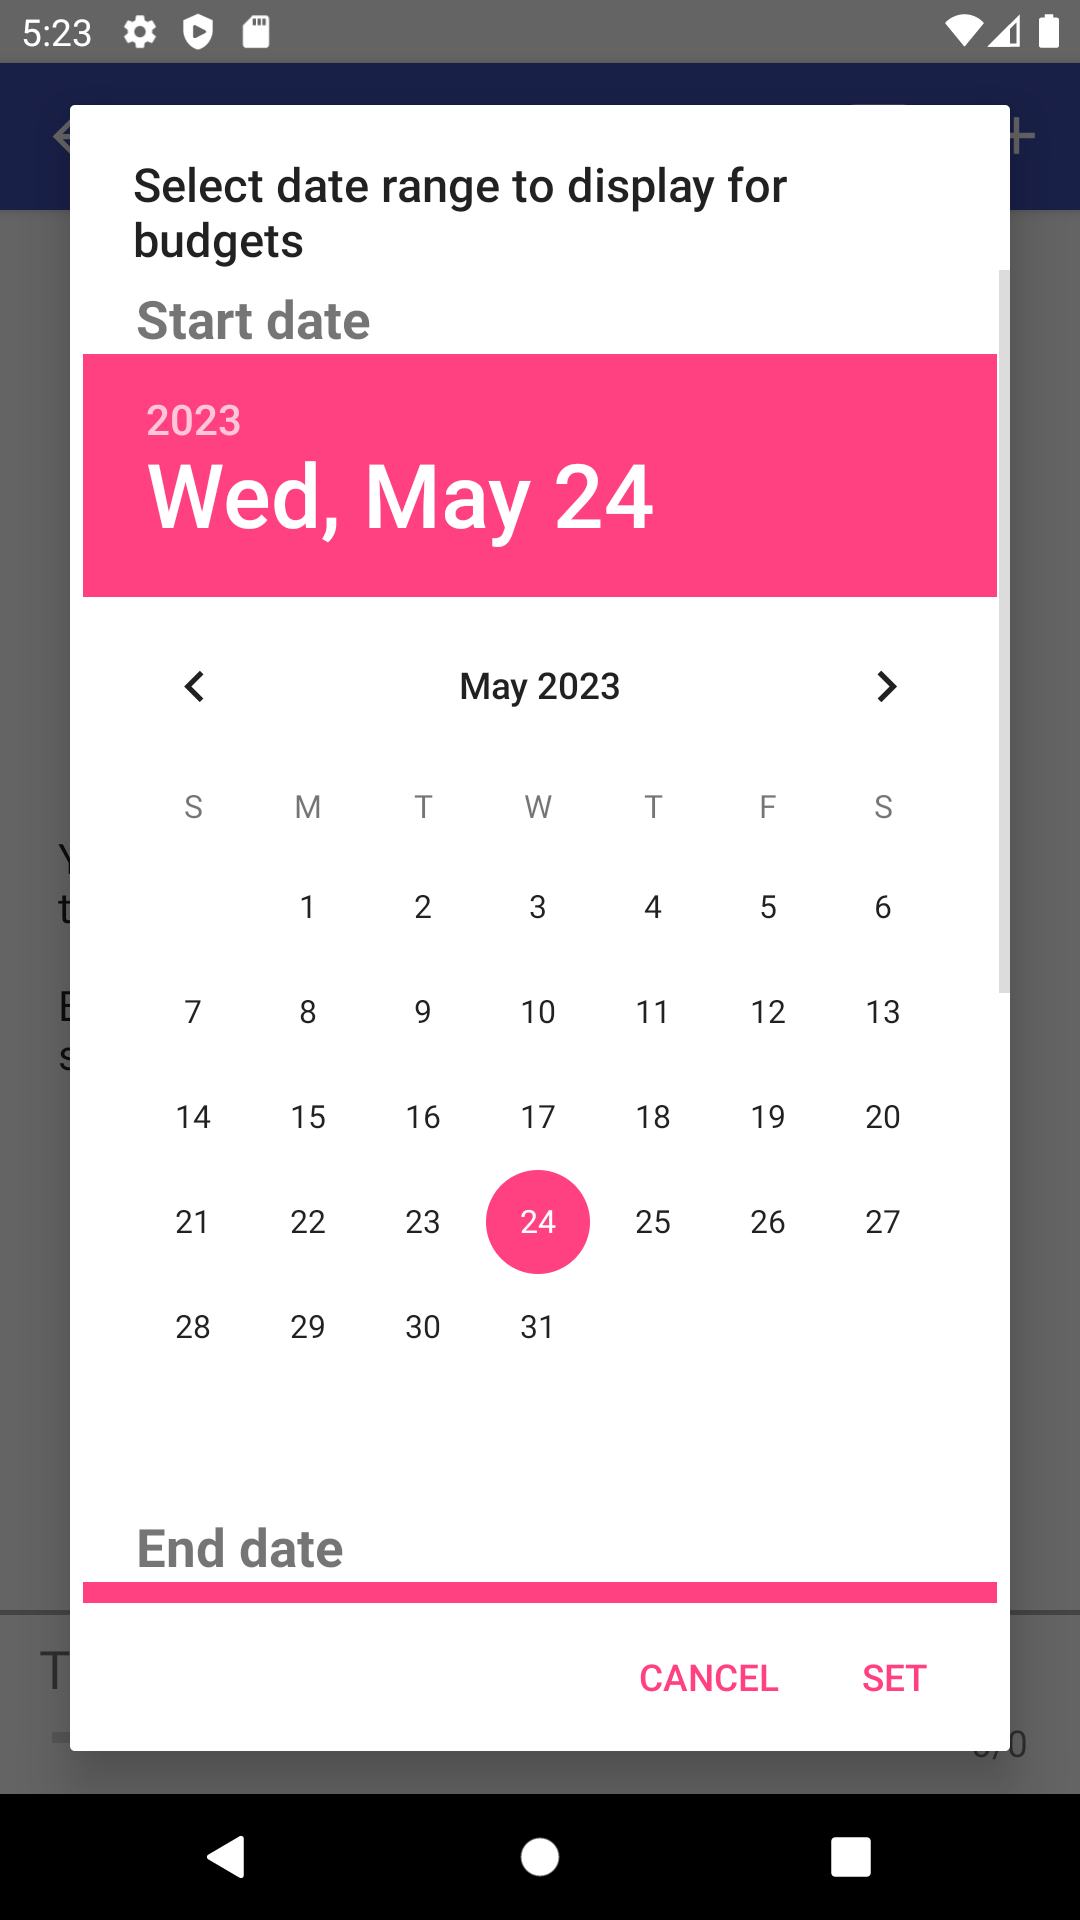 5:23
Select date range to display for
budgets
Start date
2023
Wed, May 24
May 2023
S M T W T F S
1 2 3 4 5 6
7 8 9 10 11 12 13
14 15 16 17 18 19 20
21 22 23 24 25 26 27
28 29 30 31
End date
CANCEL SET